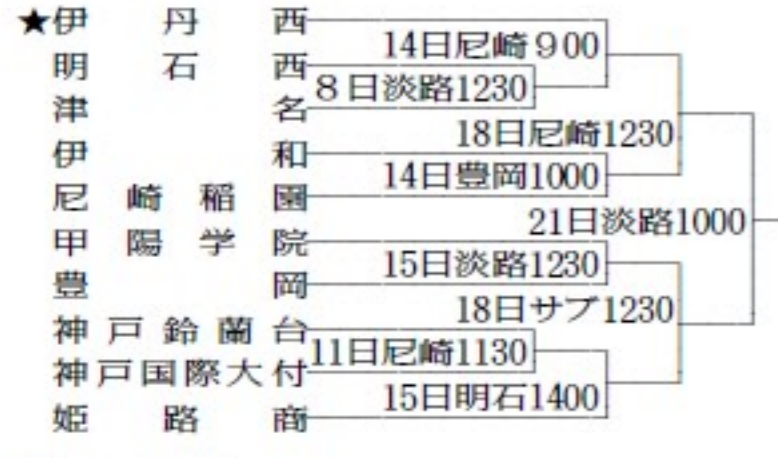 ★伊丹西
14日尼崎900
明石西
8日淡路1230
津名
18日尼崎1230
伊和
14日豊岡1000
尼崎稲園
21日淡路1000
甲陽学院
15日淡路1230
豊岡
18日サブ1230
神戸鈴蘭台
11日尼崎1130
神戸国際大付
15日明石1400
姫路商